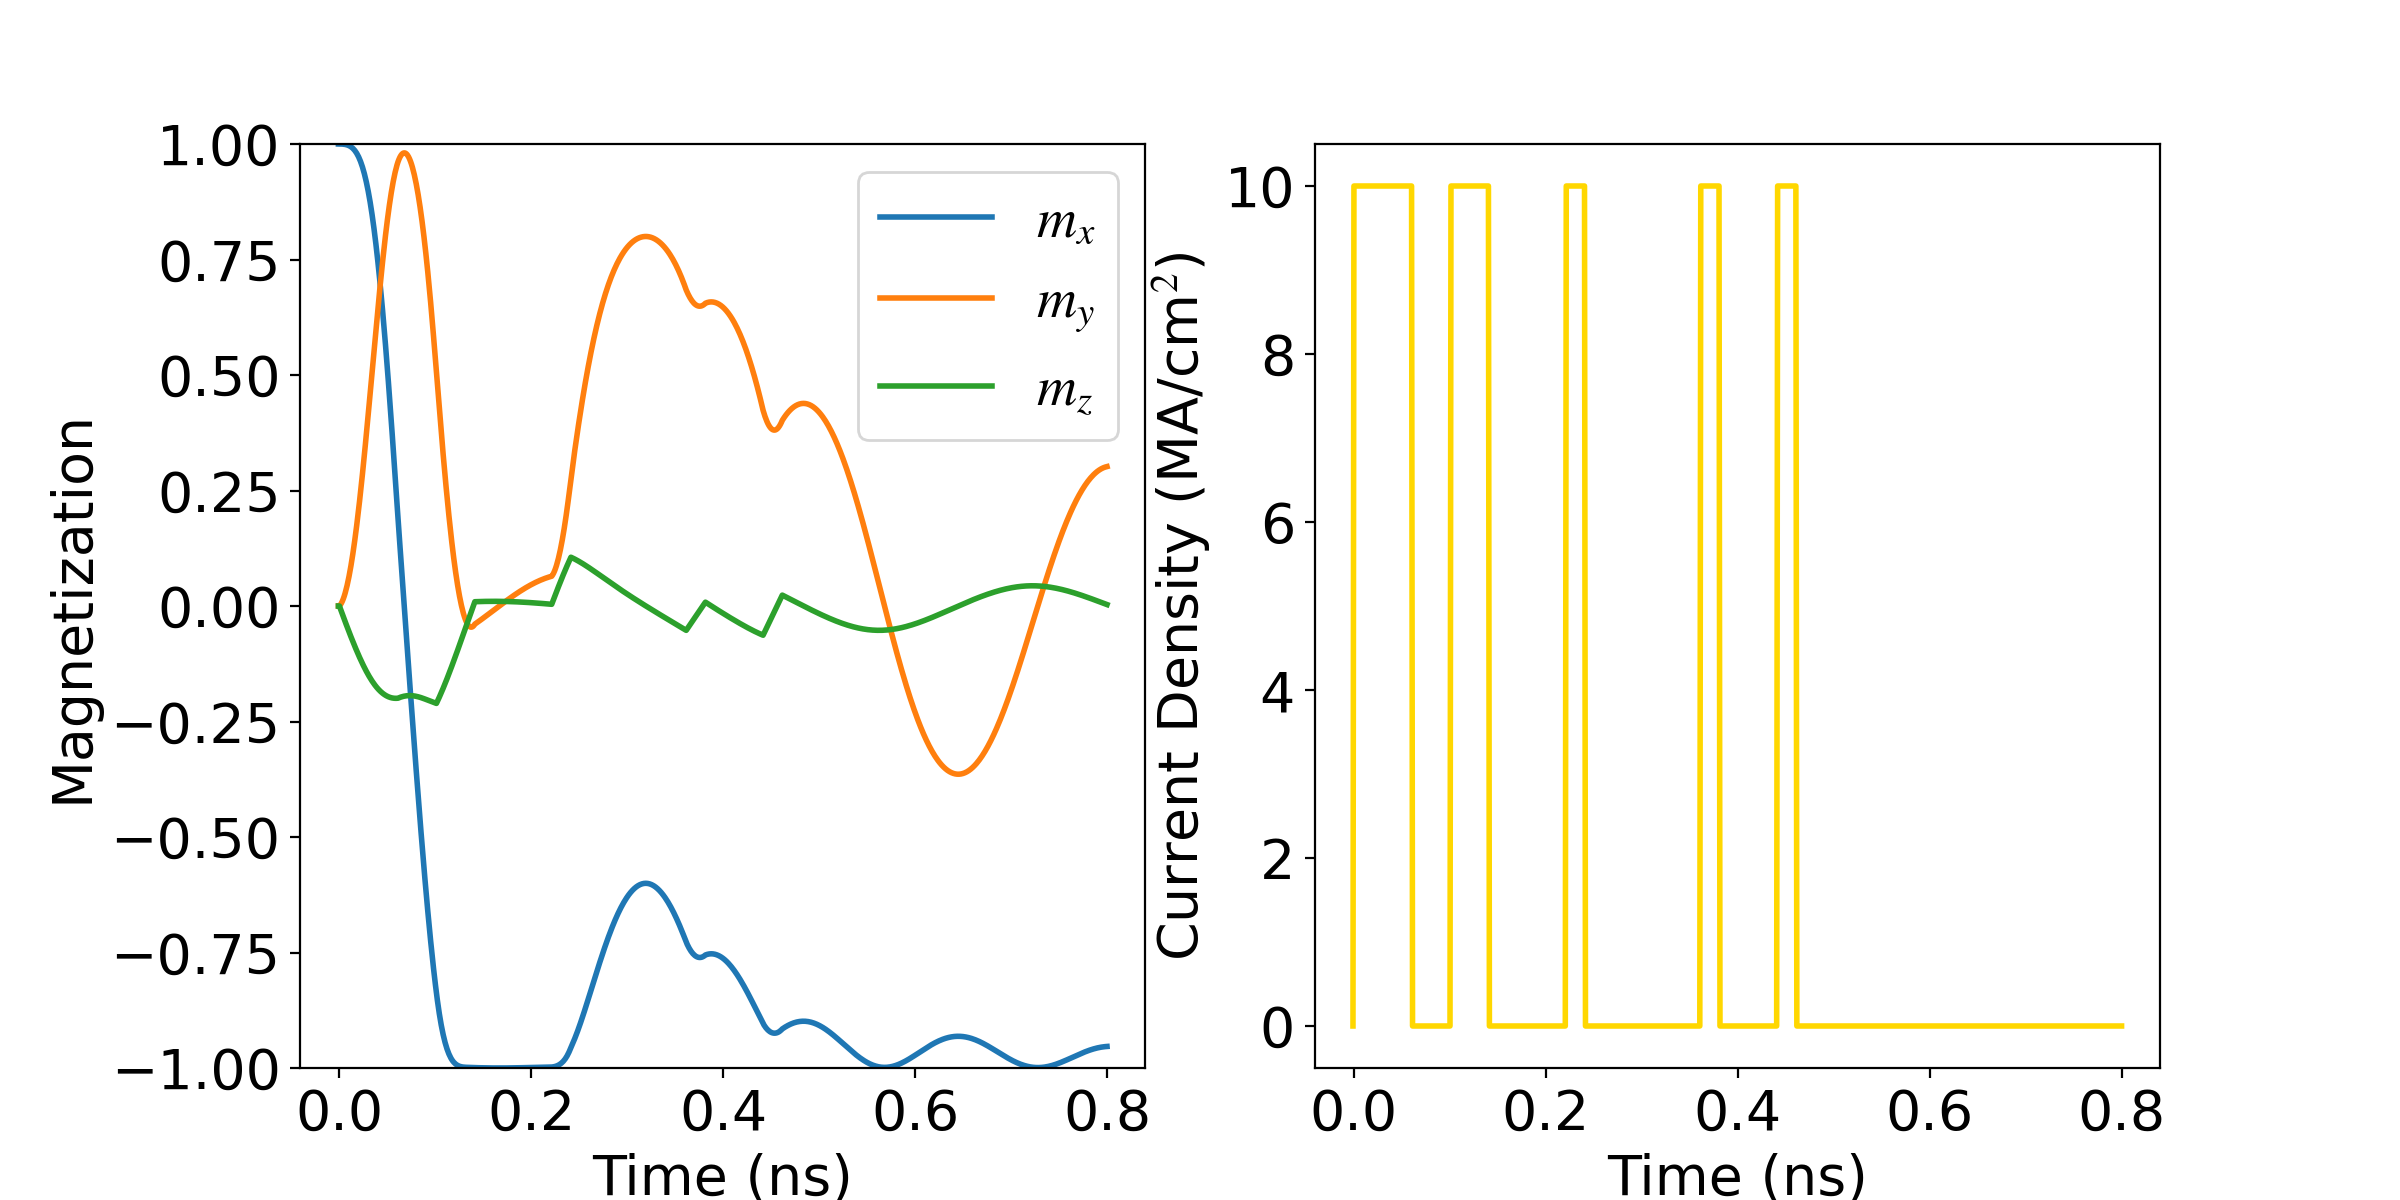 Magnetization
1.00
0.75
0.50
0.25
0.00
−0.25
−0.50
−0.75
−1.00
0.0 0.2 0.4 0.6 0.8
Time (ns)
m_x
m_y
m_z
Current Density (MA/cm²)
10
8
6
4
2
0
0.0 0.2 0.4 0.6 0.8
Time (ns)